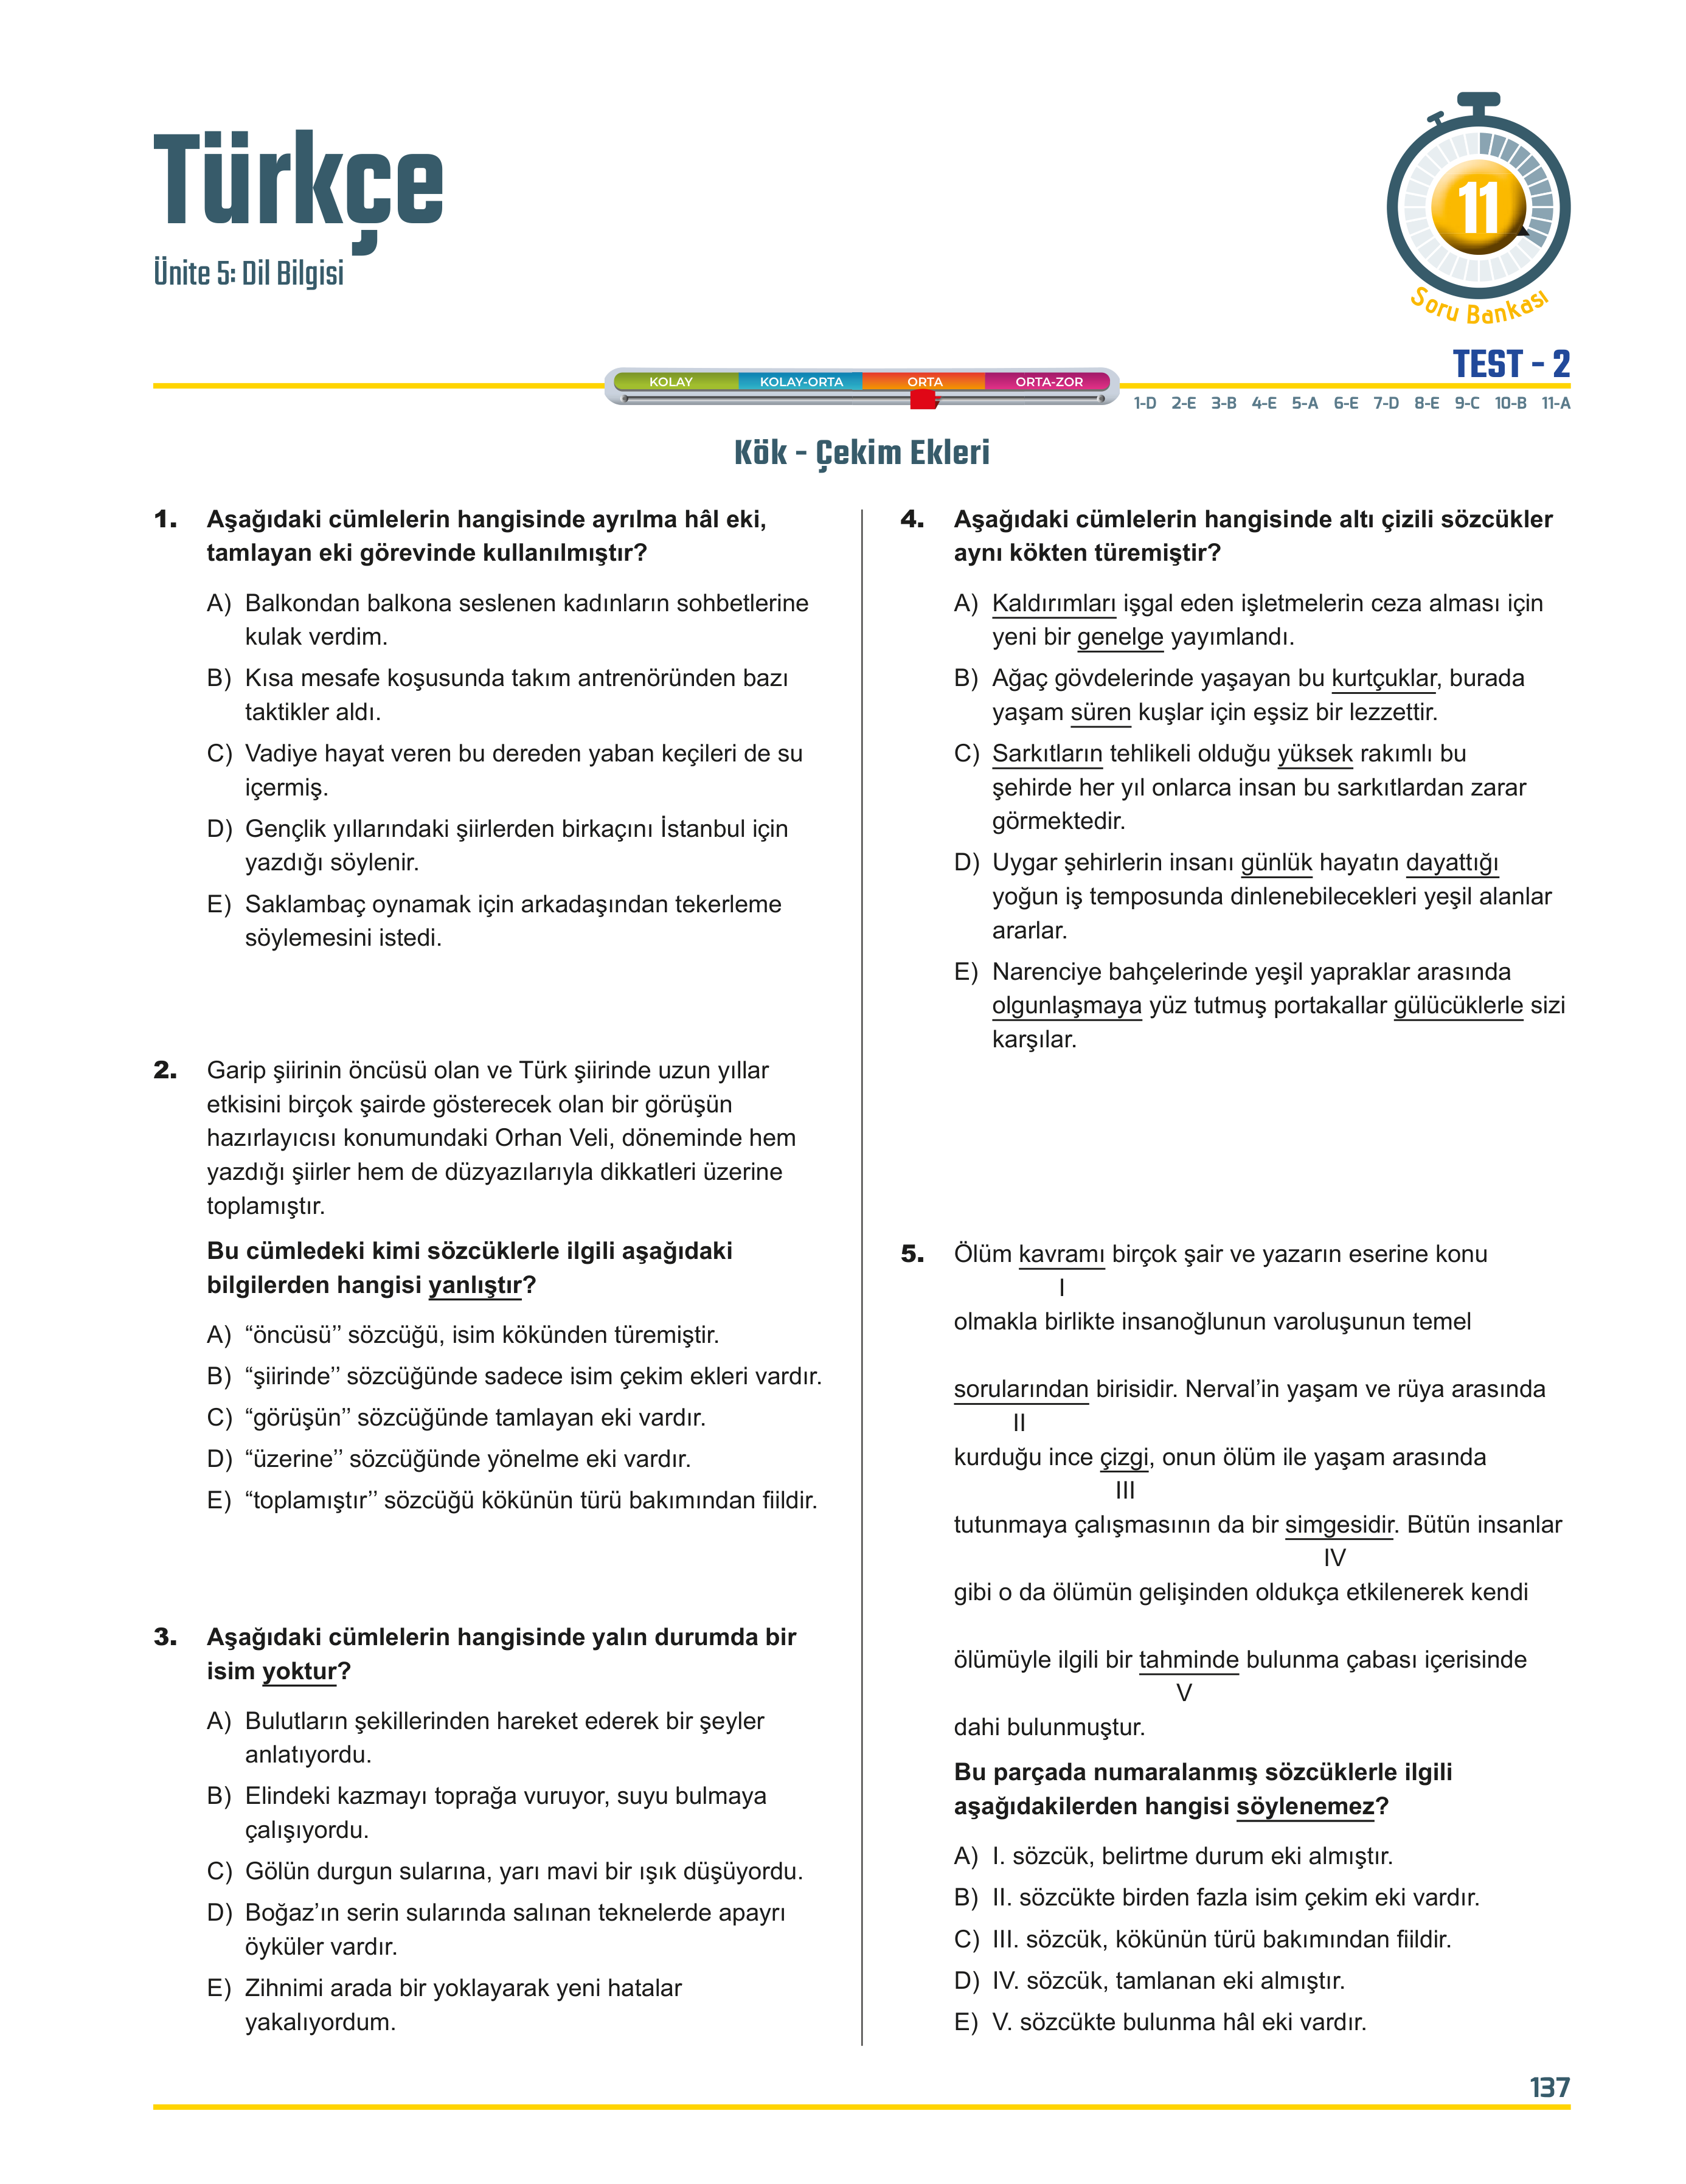 Türkçe
Ünite 5: Dil Bilgisi
11
Soru Bankası
TEST - 2
KOLAY KOLAY-ORTA ORTA ORTA-ZOR
1-D 2-E 3-B 4-E 5-A 6-E 7-D 8-E 9-C 10-B 11-A
Kök - Çekim Ekleri
1. Aşağıdaki cümlelerin hangisinde ayrılma hâl eki,
tamlayan eki görevinde kullanılmıştır?
A) Balkondan balkona seslenen kadınların sohbetlerine
kulak verdim.
B) Kısa mesafe koşusunda takım antrenöründen bazı
taktikler aldı.
C) Vadiye hayat veren bu dereden yaban keçileri de su
içermiş.
D) Gençlik yıllarındaki şiirlerden birkaçını İstanbul için
yazdığı söylenir.
E) Saklambaç oynamak için arkadaşından tekerleme
söylemesini istedi.
2. Garip şiirinin öncüsü olan ve Türk şiirinde uzun yıllar
etkisini birçok şairde gösterecek olan bir görüşün
hazırlayıcısı konumundaki Orhan Veli, döneminde hem
yazdığı şiirler hem de düzyazılarıyla dikkatleri üzerine
toplamıştır.
Bu cümledeki kimi sözcüklerle ilgili aşağıdaki
bilgilerden hangisi yanlıştır?
A) “öncüsü’’ sözcüğü, isim kökünden türemiştir.
B) “şiirinde’’ sözcüğünde sadece isim çekim ekleri vardır.
C) “görüşün’’ sözcüğünde tamlayan eki vardır.
D) “üzerine’’ sözcüğünde yönelme eki vardır.
E) “toplamıştır’’ sözcüğü kökünün türü bakımından fiildir.
3. Aşağıdaki cümlelerin hangisinde yalın durumda bir
isim yoktur?
A) Bulutların şekillerinden hareket ederek bir şeyler
anlatıyordu.
B) Elindeki kazmayı toprağa vuruyor, suyu bulmaya
çalışıyordu.
C) Gölün durgun sularına, yarı mavi bir ışık düşüyordu.
D) Boğaz’ın serin sularında salınan teknelerde apayrı
öyküler vardır.
E) Zihnimi arada bir yoklayarak yeni hatalar
yakalıyordum.
4. Aşağıdaki cümlelerin hangisinde altı çizili sözcükler
aynı kökten türemiştir?
A) Kaldırımları işgal eden işletmelerin ceza alması için
yeni bir genelge yayımlandı.
B) Ağaç gövdelerinde yaşayan bu kurtçuklar, burada
yaşam süren kuşlar için eşsiz bir lezzettir.
C) Sarkıtların tehlikeli olduğu yüksek rakımlı bu
şehirde her yıl onlarca insan bu sarkıtlardan zarar
görmektedir.
D) Uygar şehirlerin insanı günlük hayatın dayattığı
yoğun iş temposunda dinlenebilecekleri yeşil alanlar
ararlar.
E) Narenciye bahçelerinde yeşil yapraklar arasında
olgunlaşmaya yüz tutmuş portakallar gülücüklerle sizi
karşılar.
5. Ölüm kavramı birçok şair ve yazarın eserine konu
I
olmakla birlikte insanoğlunun varoluşunun temel
sorularından birisidir. Nerval’in yaşam ve rüya arasında
II
kurduğu ince çizgi, onun ölüm ile yaşam arasında
III
tutunmaya çalışmasının da bir simgesidir. Bütün insanlar
IV
gibi o da ölümün gelişinden oldukça etkilenerek kendi
ölümüyle ilgili bir tahminde bulunma çabası içerisinde
V
dahi bulunmuştur.
Bu parçada numaralanmış sözcüklerle ilgili
aşağıdakilerden hangisi söylenemez?
A) I. sözcük, belirtme durum eki almıştır.
B) II. sözcükte birden fazla isim çekim eki vardır.
C) III. sözcük, kökünün türü bakımından fiildir.
D) IV. sözcük, tamlanan eki almıştır.
E) V. sözcükte bulunma hâl eki vardır.
137